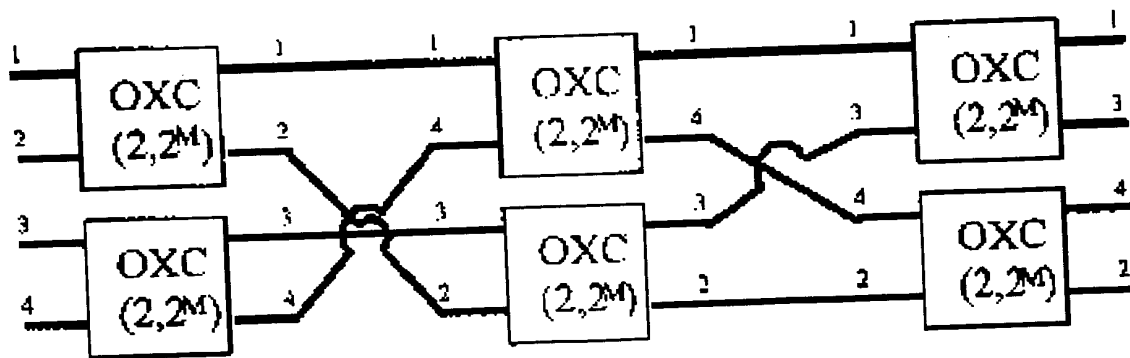 1 1 1 1 1 1
OXC OXC OXC
(2,2ᴹ) (2,2ᴹ) (2,2ᴹ)
2 2 4 4 3 3
3 3 3 3 4 4
OXC OXC OXC
(2,2ᴹ) (2,2ᴹ) (2,2ᴹ)
4 4 2 2 2 2